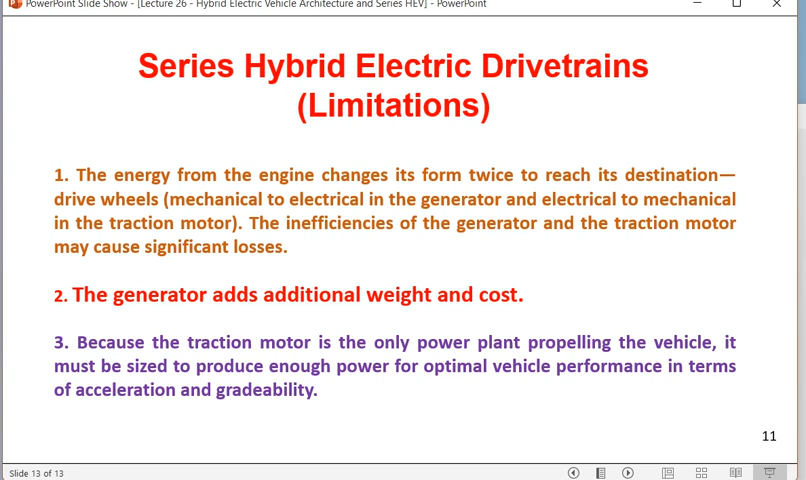 PowerPoint Slide Show - [Lecture 26 - Hybrid Electric Vehicle Architecture and Series HEV] - PowerPoint
Series Hybrid Electric Drivetrains
(Limitations)
1. The energy from the engine changes its form twice to reach its destination—
drive wheels (mechanical to electrical in the generator and electrical to mechanical
in the traction motor). The inefficiencies of the generator and the traction motor
may cause significant losses.
2. The generator adds additional weight and cost.
3. Because the traction motor is the only power plant propelling the vehicle, it
must be sized to produce enough power for optimal vehicle performance in terms
of acceleration and gradeability.
11
Slide 13 of 13